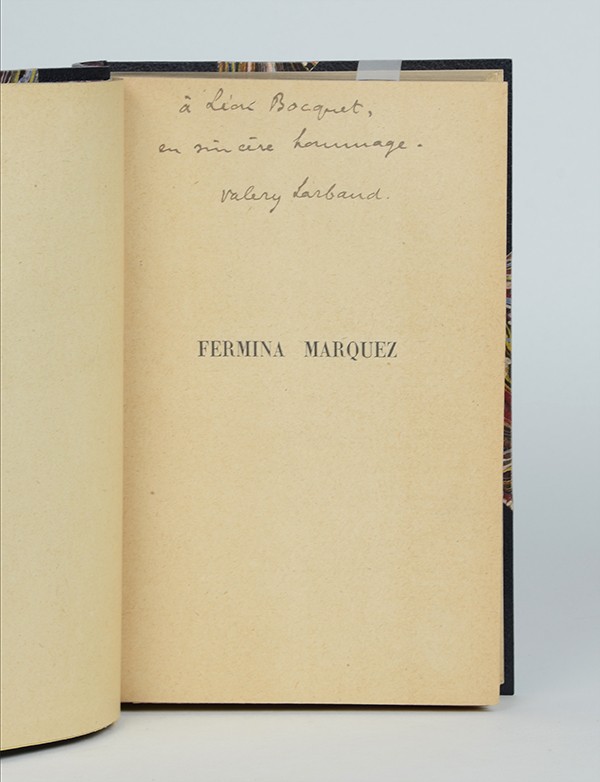 à Léon Bocquet,
en sincère hommage.
Valery Larbaud.
FERMINA MARQUEZ